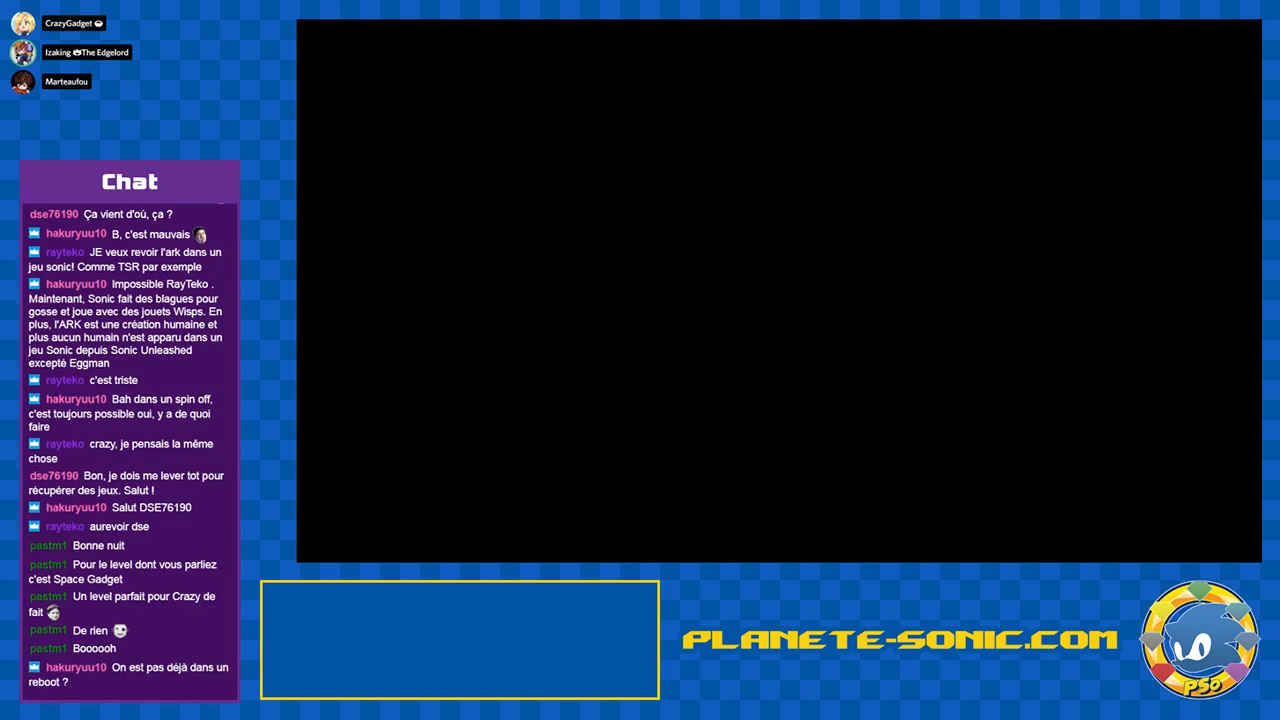 CrazyGadget
Izaking The Edgelord
Marteaufou
Chat
dse76190 Ça vient d'où, ça ?
hakuryuu10 B, c'est mauvais
rayteko JE veux revoir l'ark dans un
jeu sonic! Comme TSR par exemple
hakuryuu10 Impossible RayTeko .
Maintenant, Sonic fait des blagues pour
gosse et joue avec des jouets Wisps. En
plus, l'ARK est une création humaine et
plus aucun humain n'est apparu dans un
jeu Sonic depuis Sonic Unleashed
excepté Eggman
rayteko c'est triste
hakuryuu10 Bah dans un spin off,
c'est toujours possible oui, y a de quoi
faire
rayteko crazy, je pensais la même
chose
dse76190 Bon, je dois me lever tot pour
récupérer des jeux. Salut !
hakuryuu10 Salut DSE76190
rayteko aurevoir dse
pastm1 Bonne nuit
pastm1 Pour le level dont vous parliez
c'est Space Gadget
pastm1 Un level parfait pour Crazy de
fait
pastm1 De rien
pastm1 Boooooh
hakuryuu10 On est pas déjà dans un
reboot ?
PLANETE-SONIC.COM
PSo